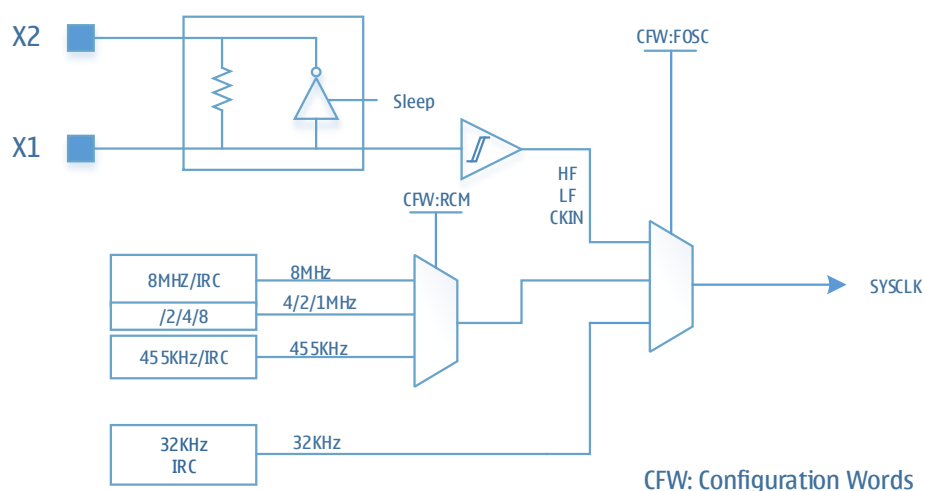 X2
CFW:FOSC
Sleep
X1
HF
LF
CKIN
CFW:RCM
8MHZ/IRC
8MHz
/2/4/8
4/2/1MHz
SYSCLK
455KHz/IRC
455KHz
32KHz
IRC
32KHz
CFW: Configuration Words